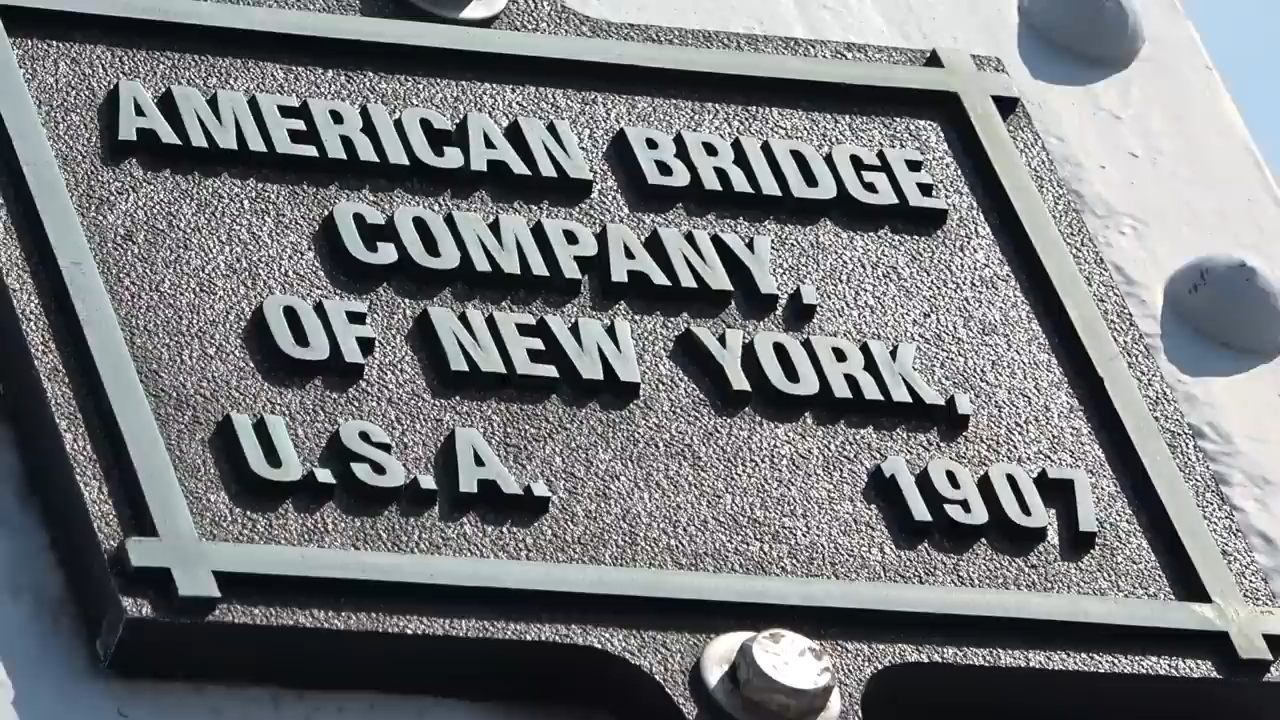 AMERICAN BRIDGE
COMPANY,
OF NEW YORK,
U.S.A. 1907